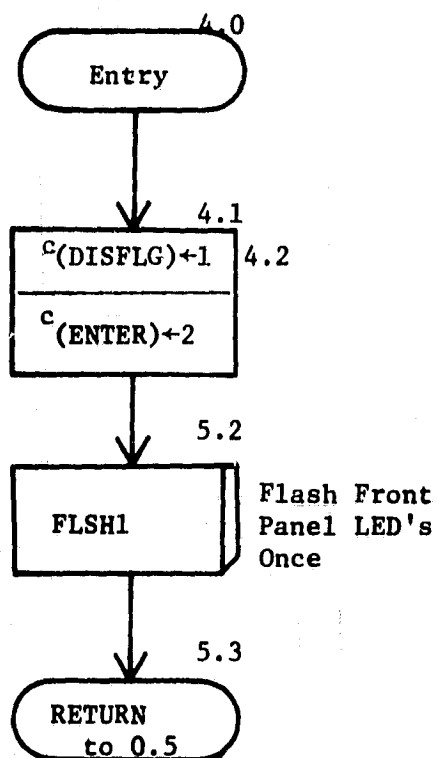 4.0
Entry
4.1
c(DISFLG)←1 4.2
c(ENTER)←2
5.2
FLSH1
Flash Front
Panel LED's
Once
5.3
RETURN
to 0.5